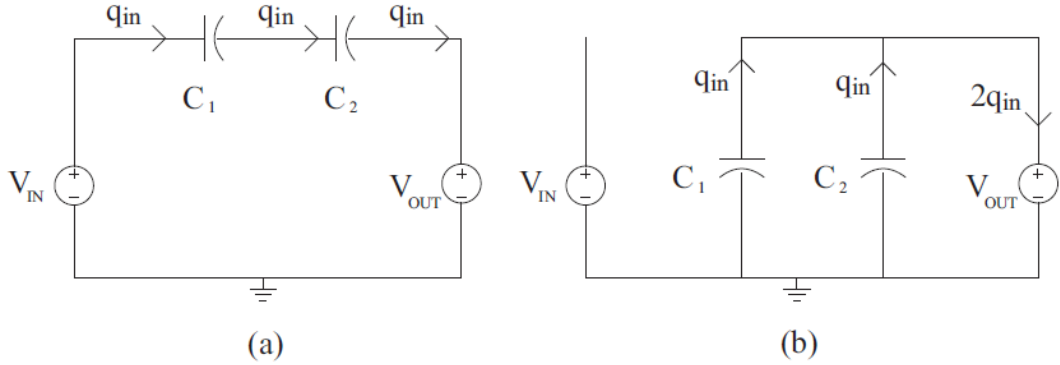 qin qin qin
C1 C2
VIN + − VOUT + −
(a)
qin qin 2qin
C1 C2
VIN + − VOUT + −
(b)